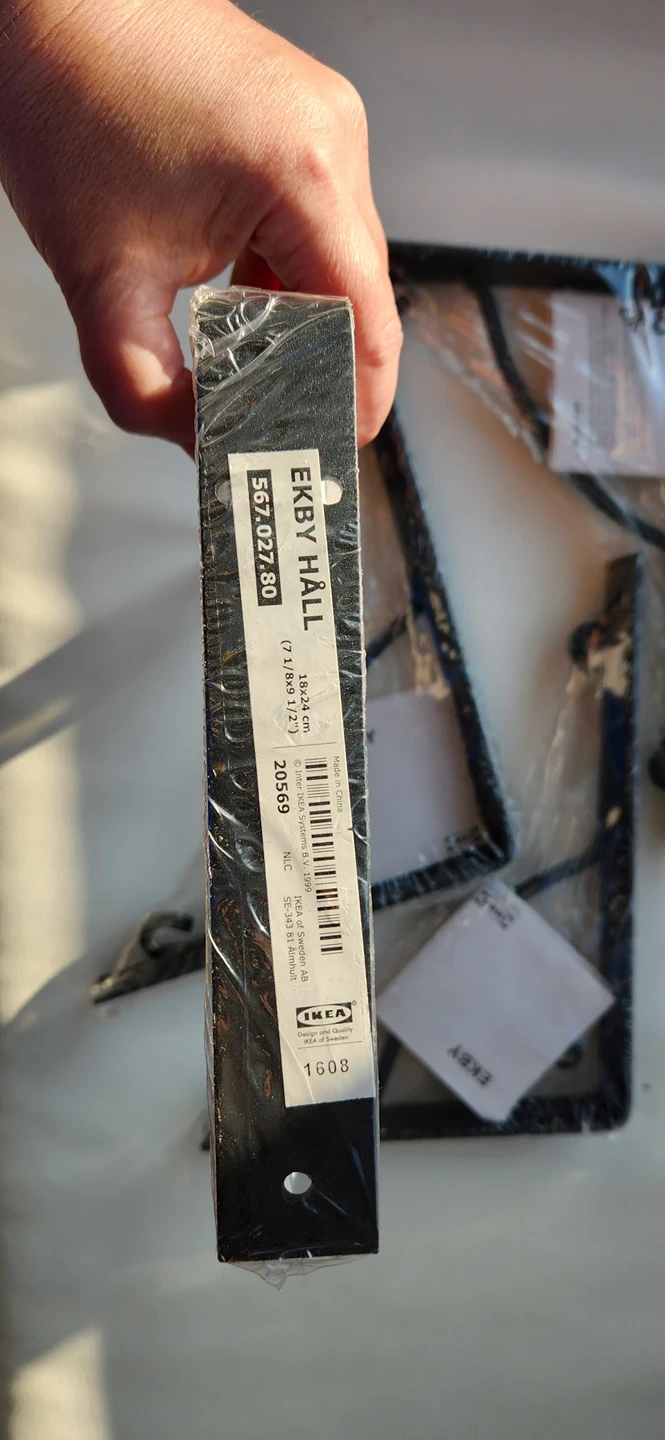 EKBY HÅLL
567.027.80
18x24 cm
(7 1/8x9 1/2")
Made in China
© Inter IKEA Systems B.V. 1999
20569
NLC
IKEA of Sweden AB
SE-343 81 Älmhult
IKEA®
Design and Quality
IKEA of Sweden
1608
EKBY